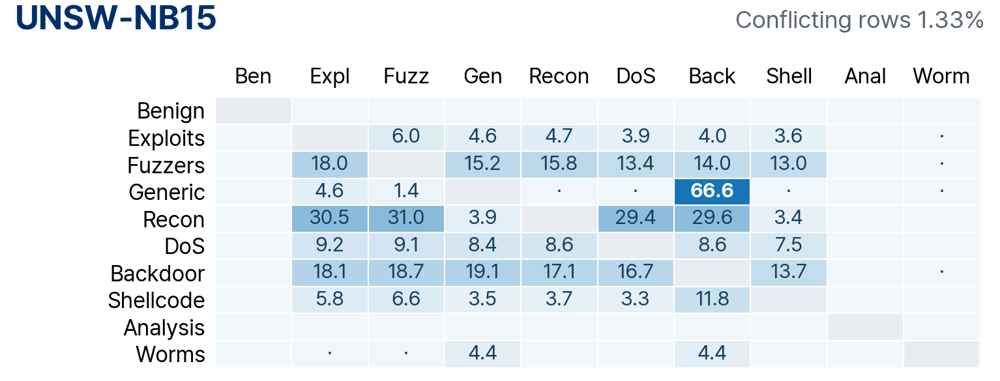 UNSW-NB15 Conflicting rows 1.33%
Ben Expl Fuzz Gen Recon DoS Back Shell Anal Worm
Benign
Exploits 6.0 4.6 4.7 3.9 4.0 3.6 ·
Fuzzers 18.0 15.2 15.8 13.4 14.0 13.0 ·
Generic 4.6 1.4 · · 66.6 · ·
Recon 30.5 31.0 3.9 29.4 29.6 3.4
DoS 9.2 9.1 8.4 8.6 8.6 7.5
Backdoor 18.1 18.7 19.1 17.1 16.7 13.7 ·
Shellcode 5.8 6.6 3.5 3.7 3.3 11.8
Analysis
Worms · · 4.4 4.4